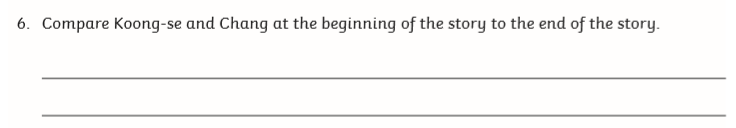 6. Compare Koong-se and Chang at the beginning of the story to the end of the story.